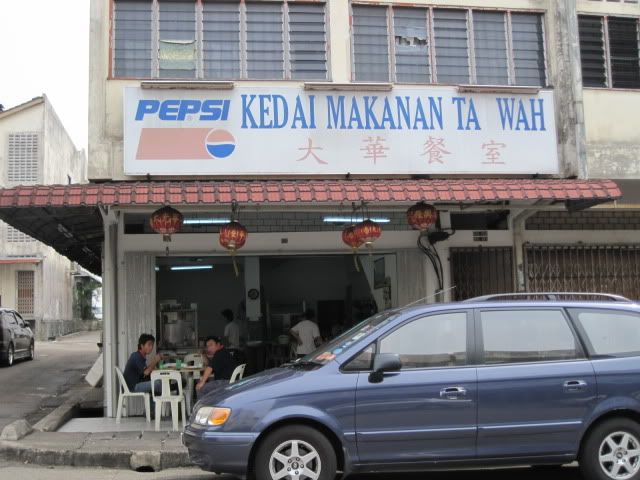 PEPSI KEDAI MAKANAN TA WAH
大華餐室